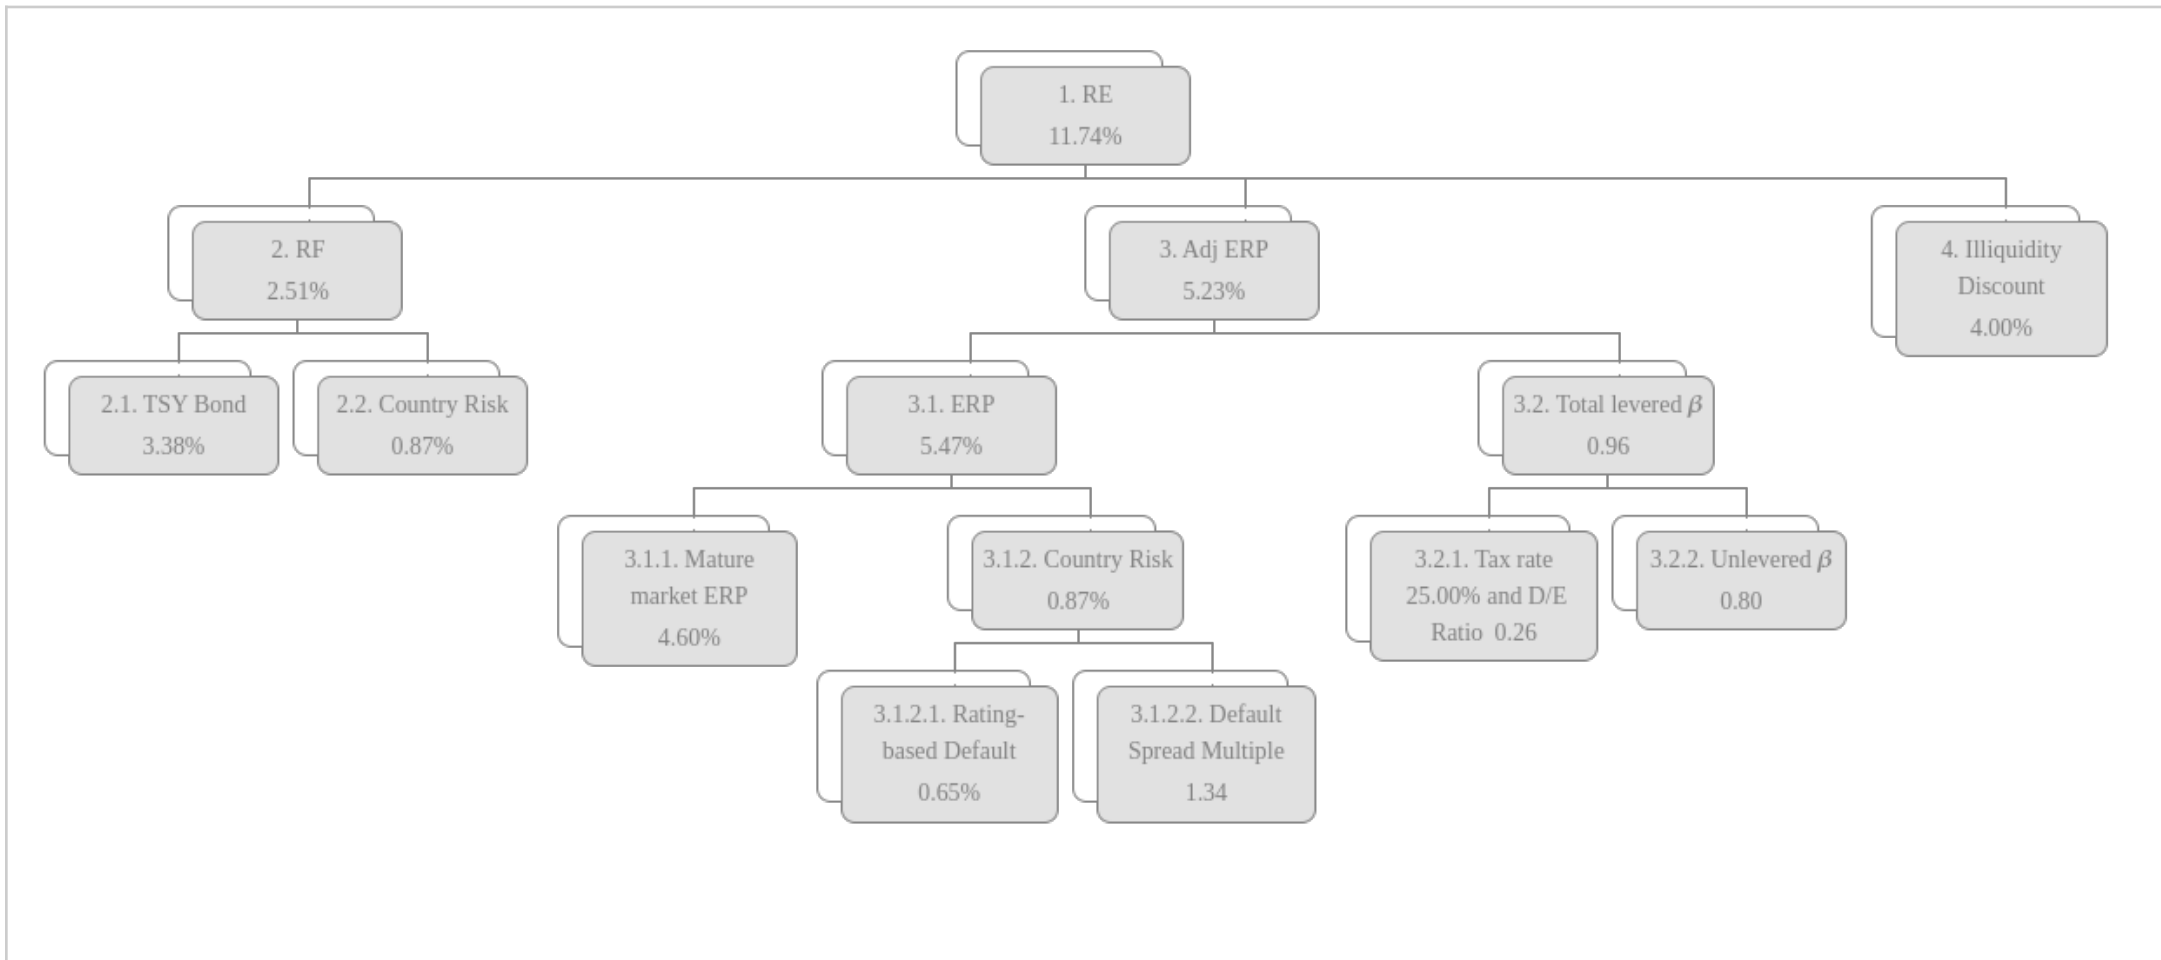 1. RE
11.74%
2. RF
2.51%
3. Adj ERP
5.23%
4. Illiquidity
Discount
4.00%
2.1. TSY Bond
3.38%
2.2. Country Risk
0.87%
3.1. ERP
5.47%
3.2. Total levered β
0.96
3.1.1. Mature
market ERP
4.60%
3.1.2. Country Risk
0.87%
3.2.1. Tax rate
25.00% and D/E
Ratio 0.26
3.2.2. Unlevered β
0.80
3.1.2.1. Rating-
based Default
0.65%
3.1.2.2. Default
Spread Multiple
1.34